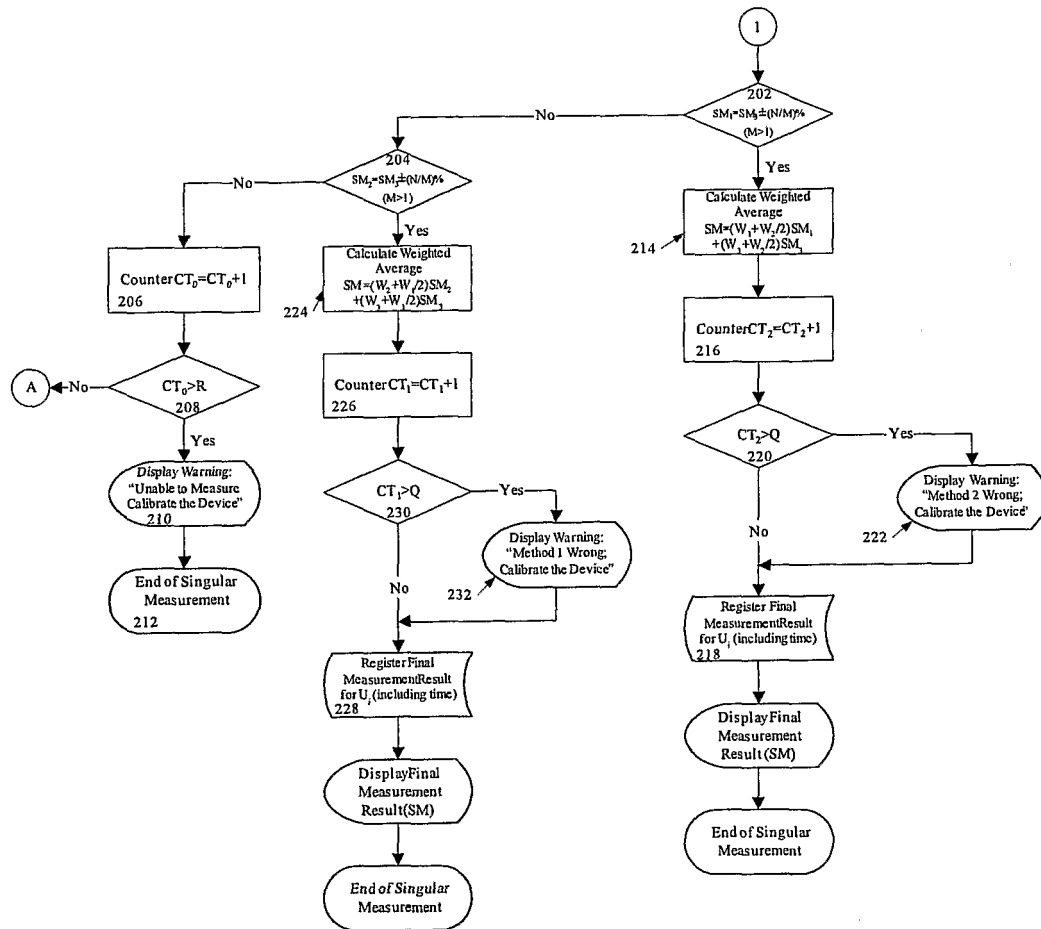 1
202
SM₁=SM₃±(N/M)%
(M>1)
No
Yes
204
SM₂=SM₃±(N/M)%
(M>1)
No
Yes
Calculate Weighted
Average
SM=(W₁+W₂/2)SM₁
+(W₃+W₂/2)SM₃
214
Counter CT₂=CT₂+1
216
CT₂>Q
220
Yes
Display Warning:
"Method 2 Wrong;
Calibrate the Device"
222
No
Register Final
Measurement Result
for Uᵢ (including time)
218
Display Final
Measurement
Result (SM)
End of Singular
Measurement
Calculate Weighted
Average
SM=(W₂+W₁/2)SM₂
+(W₃+W₁/2)SM₃
224
Counter CT₁=CT₁+1
226
CT₁>Q
230
Yes
Display Warning:
"Method 1 Wrong;
Calibrate the Device"
232
No
Register Final
Measurement Result
for Uᵢ (including time)
228
Display Final
Measurement
Result (SM)
End of Singular
Measurement
Counter CT₀=CT₀+1
206
CT₀>R
208
No
A
Yes
Display Warning:
"Unable to Measure
Calibrate the Device"
210
End of Singular
Measurement
212